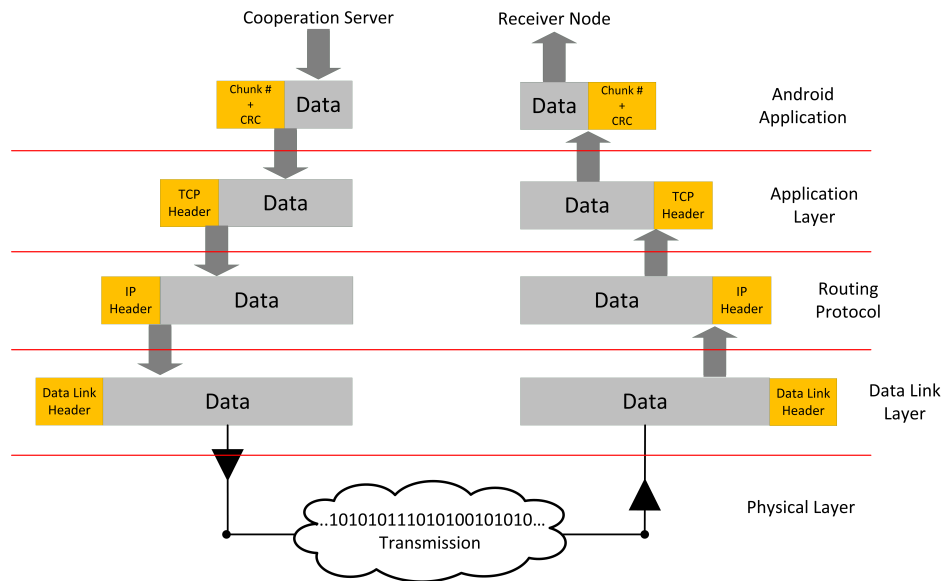 Cooperation Server
Receiver Node
Chunk #
+
CRC
Data
Data
Chunk #
+
CRC
Android
Application
TCP
Header
Data
Data
TCP
Header
Application
Layer
IP
Header
Data
Data
IP
Header
Routing
Protocol
Data Link
Header
Data
Data
Data Link
Header
Data Link
Layer
..101010111010100101010...
Transmission
Physical Layer